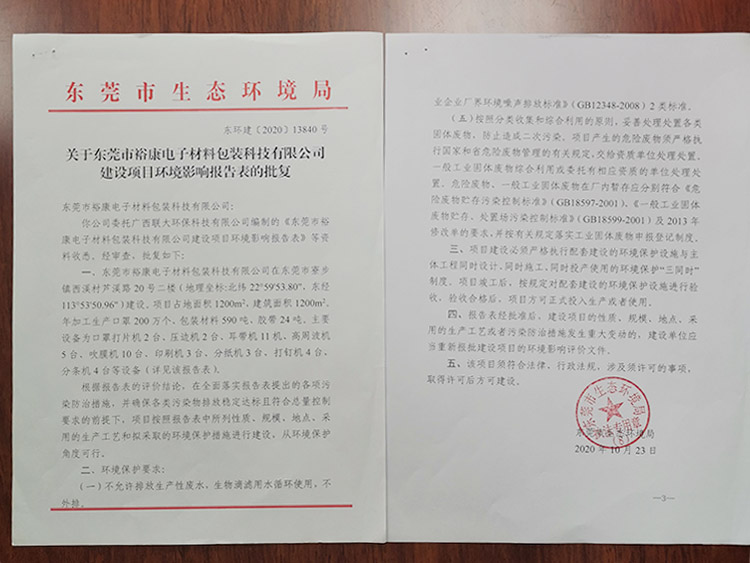 东莞市生态环境局
东环建〔2020〕13840号
关于东莞市裕康电子材料包装科技有限公司
建设项目环境影响报告表的批复
东莞市裕康电子材料包装科技有限公司：
你公司委托广西联大环保科技有限公司编制的《东莞市裕
康电子材料包装科技有限公司建设项目环境影响报告表》等资
料收悉。经审查，批复如下：
一、东莞市裕康电子材料包装科技有限公司在东莞市寮步
镇西溪村芦溪路20号二楼（地理坐标:北纬22°59′53.80″、东经
113°53′50.96″）建设。项目占地面积1200m²，建筑面积1200m²，
年加工生产口罩200万个、包装材料590吨、胶带24吨。主要
设备为口罩打片机2台、压边机2台、耳带机11机、高周波机
5台、吹膜机10台、印刷机3台、分纸机3台、打钉机4台、
分条机4台等设备（详见该报告表）。
根据报告表的评价结论，在全面落实报告表提出的各项污
染防治措施，并确保各类污染物排放稳定达标且符合总量控制
要求的前提下，项目按照报告表中所列性质、规模、地点、采
用的生产工艺和拟采取的环境保护措施进行建设，从环境保护
角度可行。
二、环境保护要求：
（一）不允许排放生产性废水，生物滴滤用水循环使用，不
外排。
业企业厂界环境噪声排放标准》（GB12348-2008）2类标准。
（五）按照分类收集和综合利用的原则，妥善处理处置各类
固体废物，防止造成二次污染。项目产生的危险废物须严格执
行国家和省危险废物管理的有关规定，交给资质单位处理处置。
一般工业固体废物综合利用或委托有相应资质的单位处理处
置。危险废物、一般工业固体废物在厂内暂存应分别符合《危
险废物贮存污染控制标准》（GB18597-2001）、《一般工业固体
废物贮存、处置场污染控制标准》（GB18599-2001）及2013年
修改单的要求，并按有关规定落实工业固体废物申报登记制度。
三、项目建设必须严格执行配套建设的环境保护设施与主
体工程同时设计、同时施工、同时投产使用的环境保护“三同时”
制度。项目竣工后，按规定对配套建设的环境保护设施进行验
收，验收合格后，项目方可正式投入生产或者使用。
四、报告表经批准后，建设项目的性质、规模、地点、采
用的生产工艺或者污染防治措施发生重大变动的，建设单位应
当重新报批建设项目的环境影响评价文件。
五、该项目须符合法律、行政法规，涉及须许可的事项，
取得许可后方可建设。
东莞市生态环境局
2020年10月23日
—3—